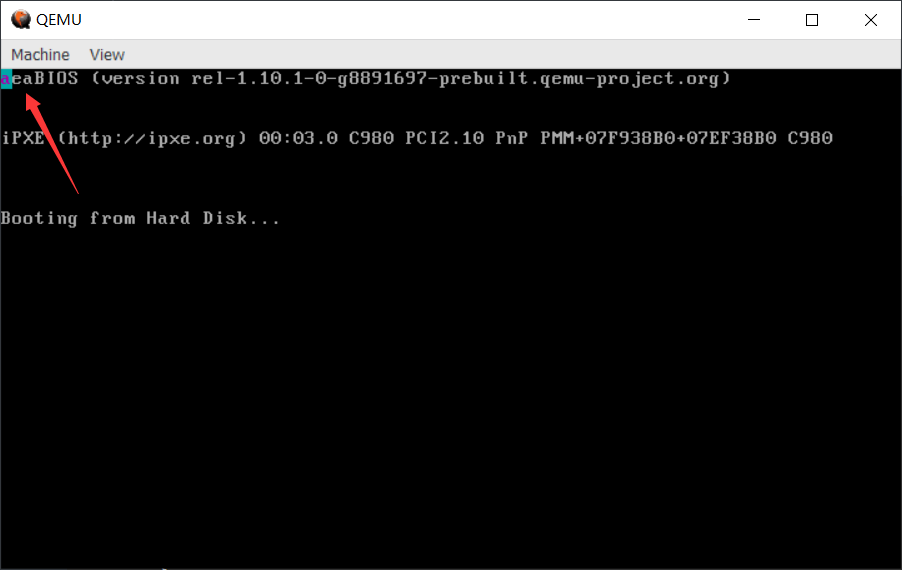 QEMU
Machine View
aeaBIOS (version rel-1.10.1-0-g8891697-prebuilt.qemu-project.org)
iPXE (http://ipxe.org) 00:03.0 C980 PCI2.10 PnP PMM+07F938B0+07EF38B0 C980
Booting from Hard Disk...